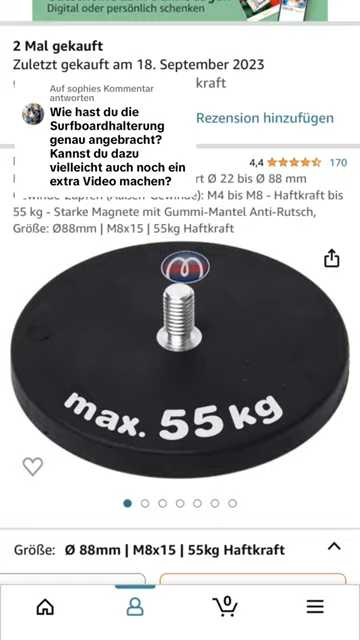 Digital oder persönlich schenken
2 Mal gekauft
Zuletzt gekauft am 18. September 2023
kraft
Auf sophies Kommentar
antworten
Wie hast du die
Surfboardhalterung
genau angebracht?
Kannst du dazu
vielleicht auch noch ein
extra Video machen?
Rezension hinzufügen
4,4 170
rt Ø 22 bis Ø 88 mm
M4 bis M8 - Haftkraft bis
55 kg - Starke Magnete mit Gummi-Mantel Anti-Rutsch,
Größe: Ø88mm | M8x15 | 55kg Haftkraft
max. 55 kg
Größe: Ø 88mm | M8x15 | 55kg Haftkraft
0